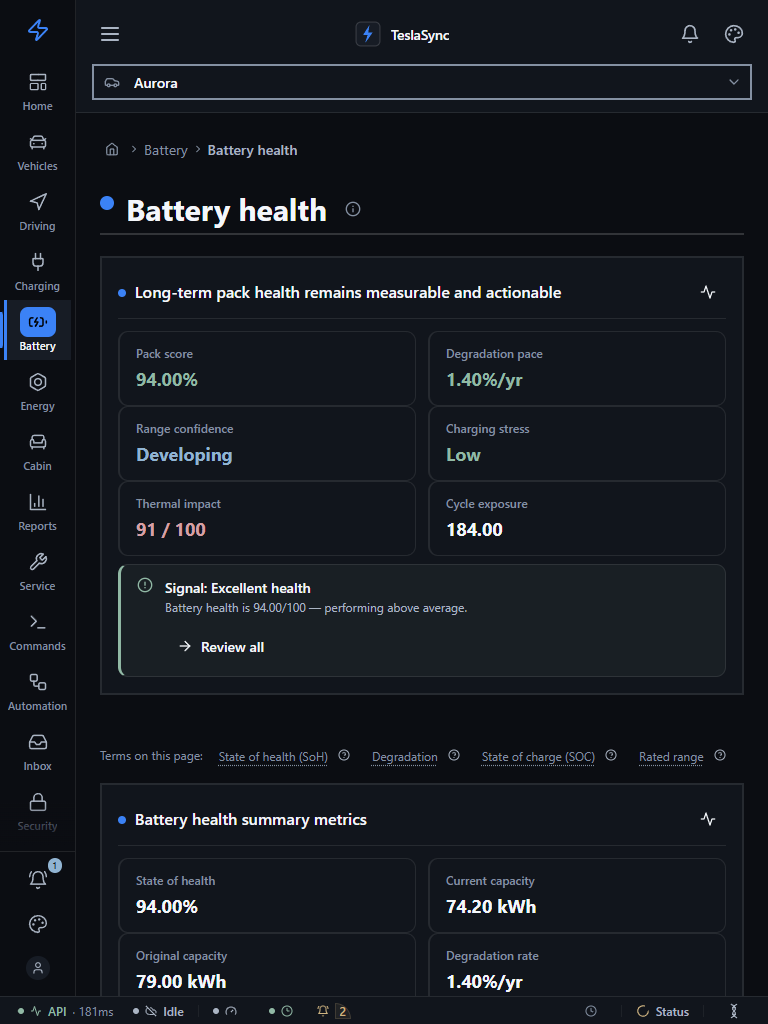 TeslaSync
Aurora
Home
Vehicles
Driving
Charging
Battery
Energy
Cabin
Reports
Service
Commands
Automation
Inbox
Security
1
Battery
Battery health
Battery health
Long-term pack health remains measurable and actionable
Pack score
94.00%
Degradation pace
1.40%/yr
Range confidence
Developing
Charging stress
Low
Thermal impact
91 / 100
Cycle exposure
184.00
Signal: Excellent health
Battery health is 94.00/100 — performing above average.
Review all
Terms on this page: State of health (SoH) Degradation State of charge (SOC) Rated range
Battery health summary metrics
State of health
94.00%
Current capacity
74.20 kWh
Original capacity
79.00 kWh
Degradation rate
1.40%/yr
API · 181ms Idle 2 Status